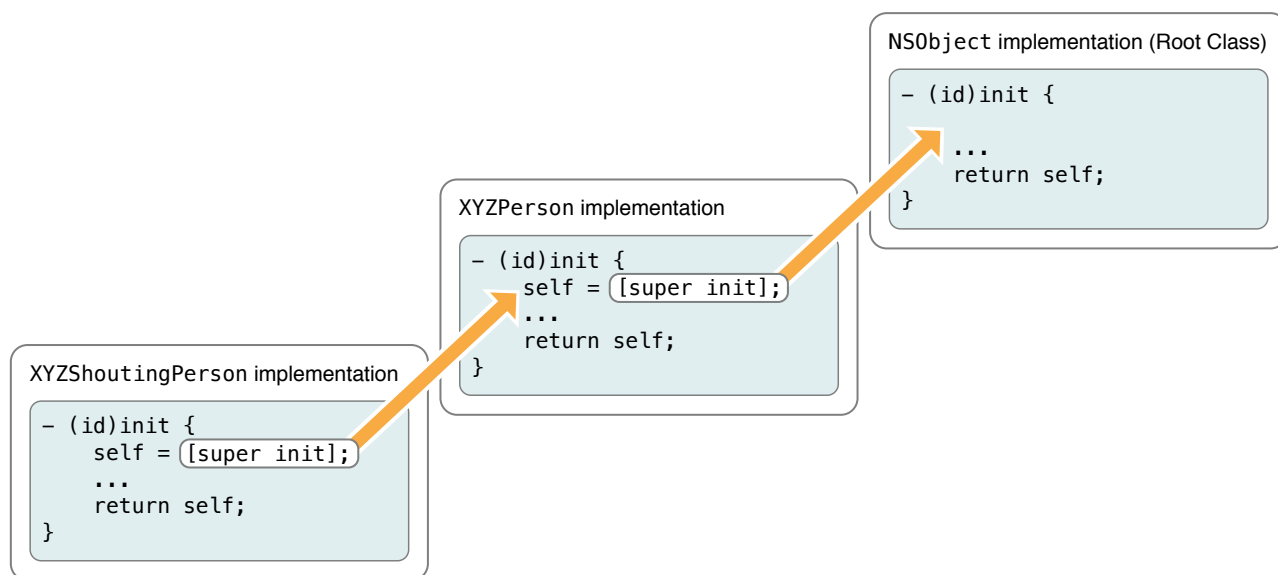 NSObject implementation (Root Class)
– (id)init {
...
return self;
}
XYZPerson implementation
– (id)init {
self = [super init];
...
return self;
}
XYZShoutingPerson implementation
– (id)init {
self = [super init];
...
return self;
}